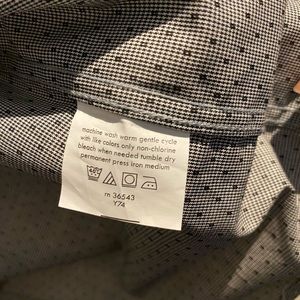 machine wash warm gentle cycle
with like colors only non-chlorine
bleach when needed tumble dry
permanent press iron medium
rn 36543
Y74